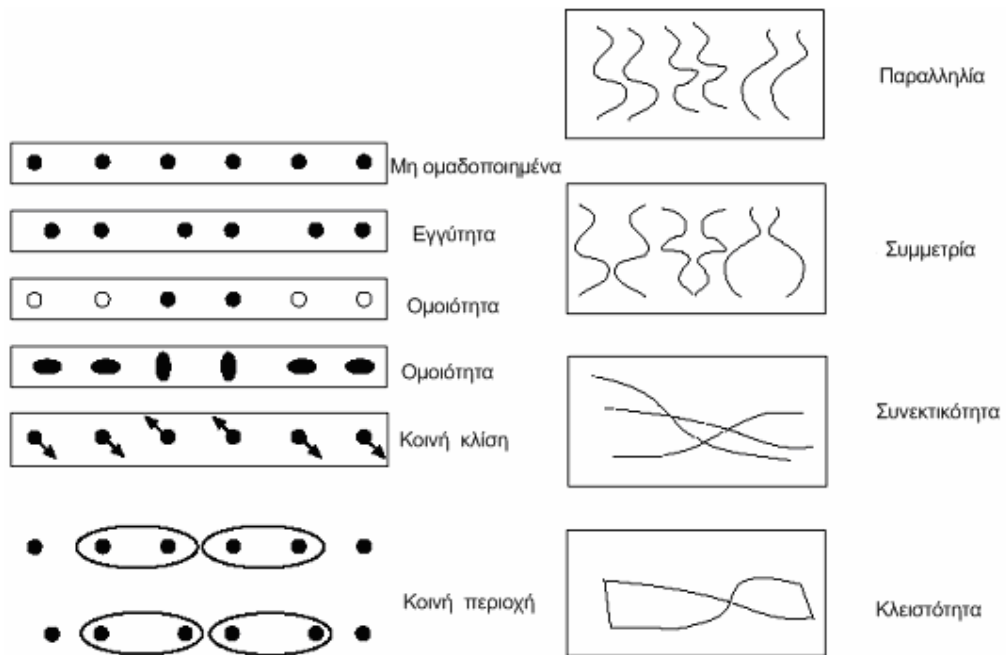 Μη ομαδοποιημένα
Εγγύτητα
Ομοιότητα
Ομοιότητα
Κοινή κλίση
Κοινή περιοχή
Παραλληλία
Συμμετρία
Συνεκτικότητα
Κλειστότητα